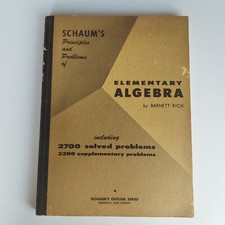 SCHAUM'S
Principles
and
Problems
of
ELEMENTARY
ALGEBRA
by BARNETT RICH
including
2700 solved problems
3300 supplementary problems
SCHAUM'S OUTLINE SERIES